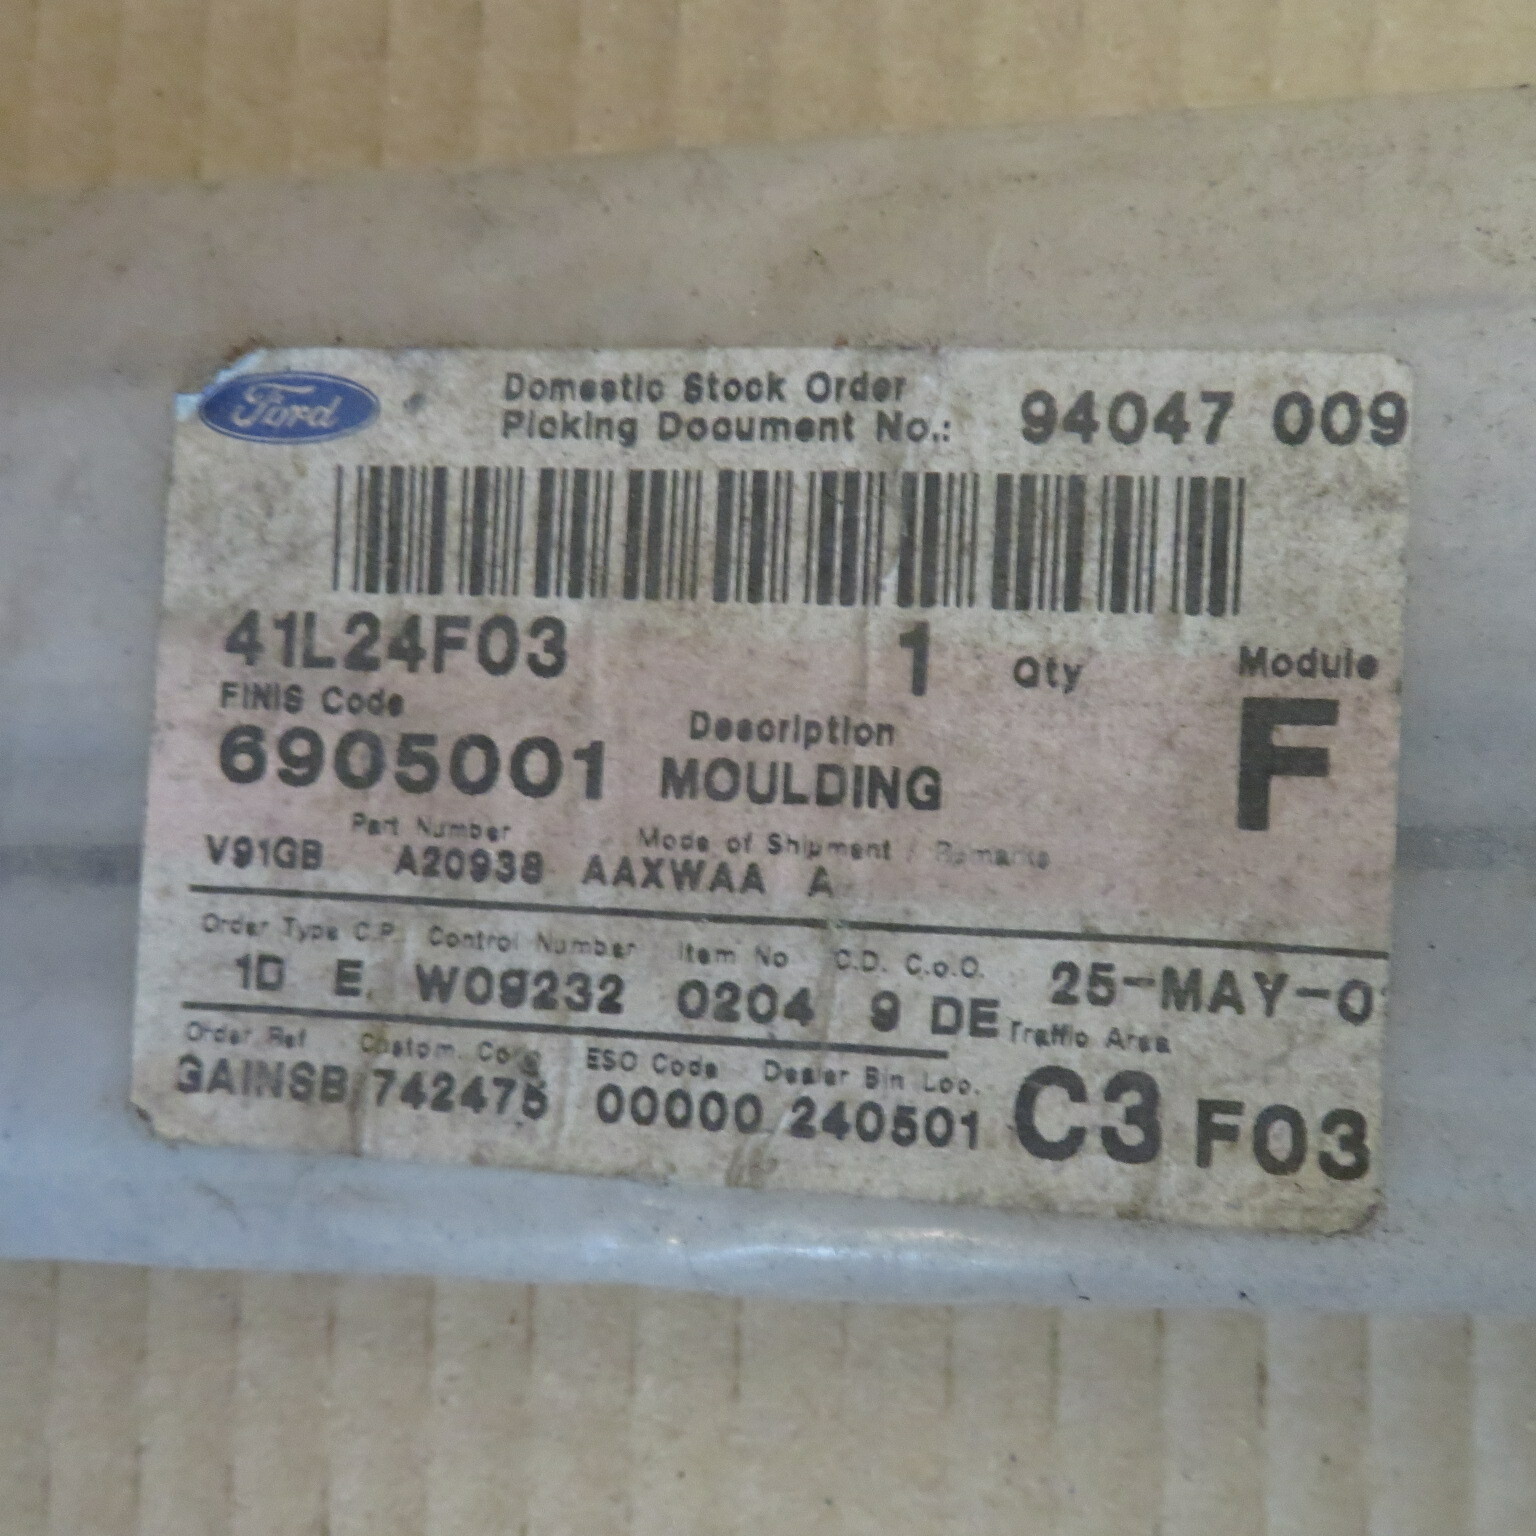 Ford
Domestic Stock Order
Picking Document No.: 94047 009
41L24F03 1 Qty Module
FINIS Code Description F
6905001 MOULDING
Part Number Mode of Shipment / Remarks
V91GB A20938 AAXWAA A
Order Type C.P. Control Number Item No C.D. C.o.O.
1D E W09232 0204 9 DE 25-MAY-0
Order Ref Custom. ESO Code Dealer Bin Loc. Traffic Area
GAINSB 742475 00000 240501 C3 F03